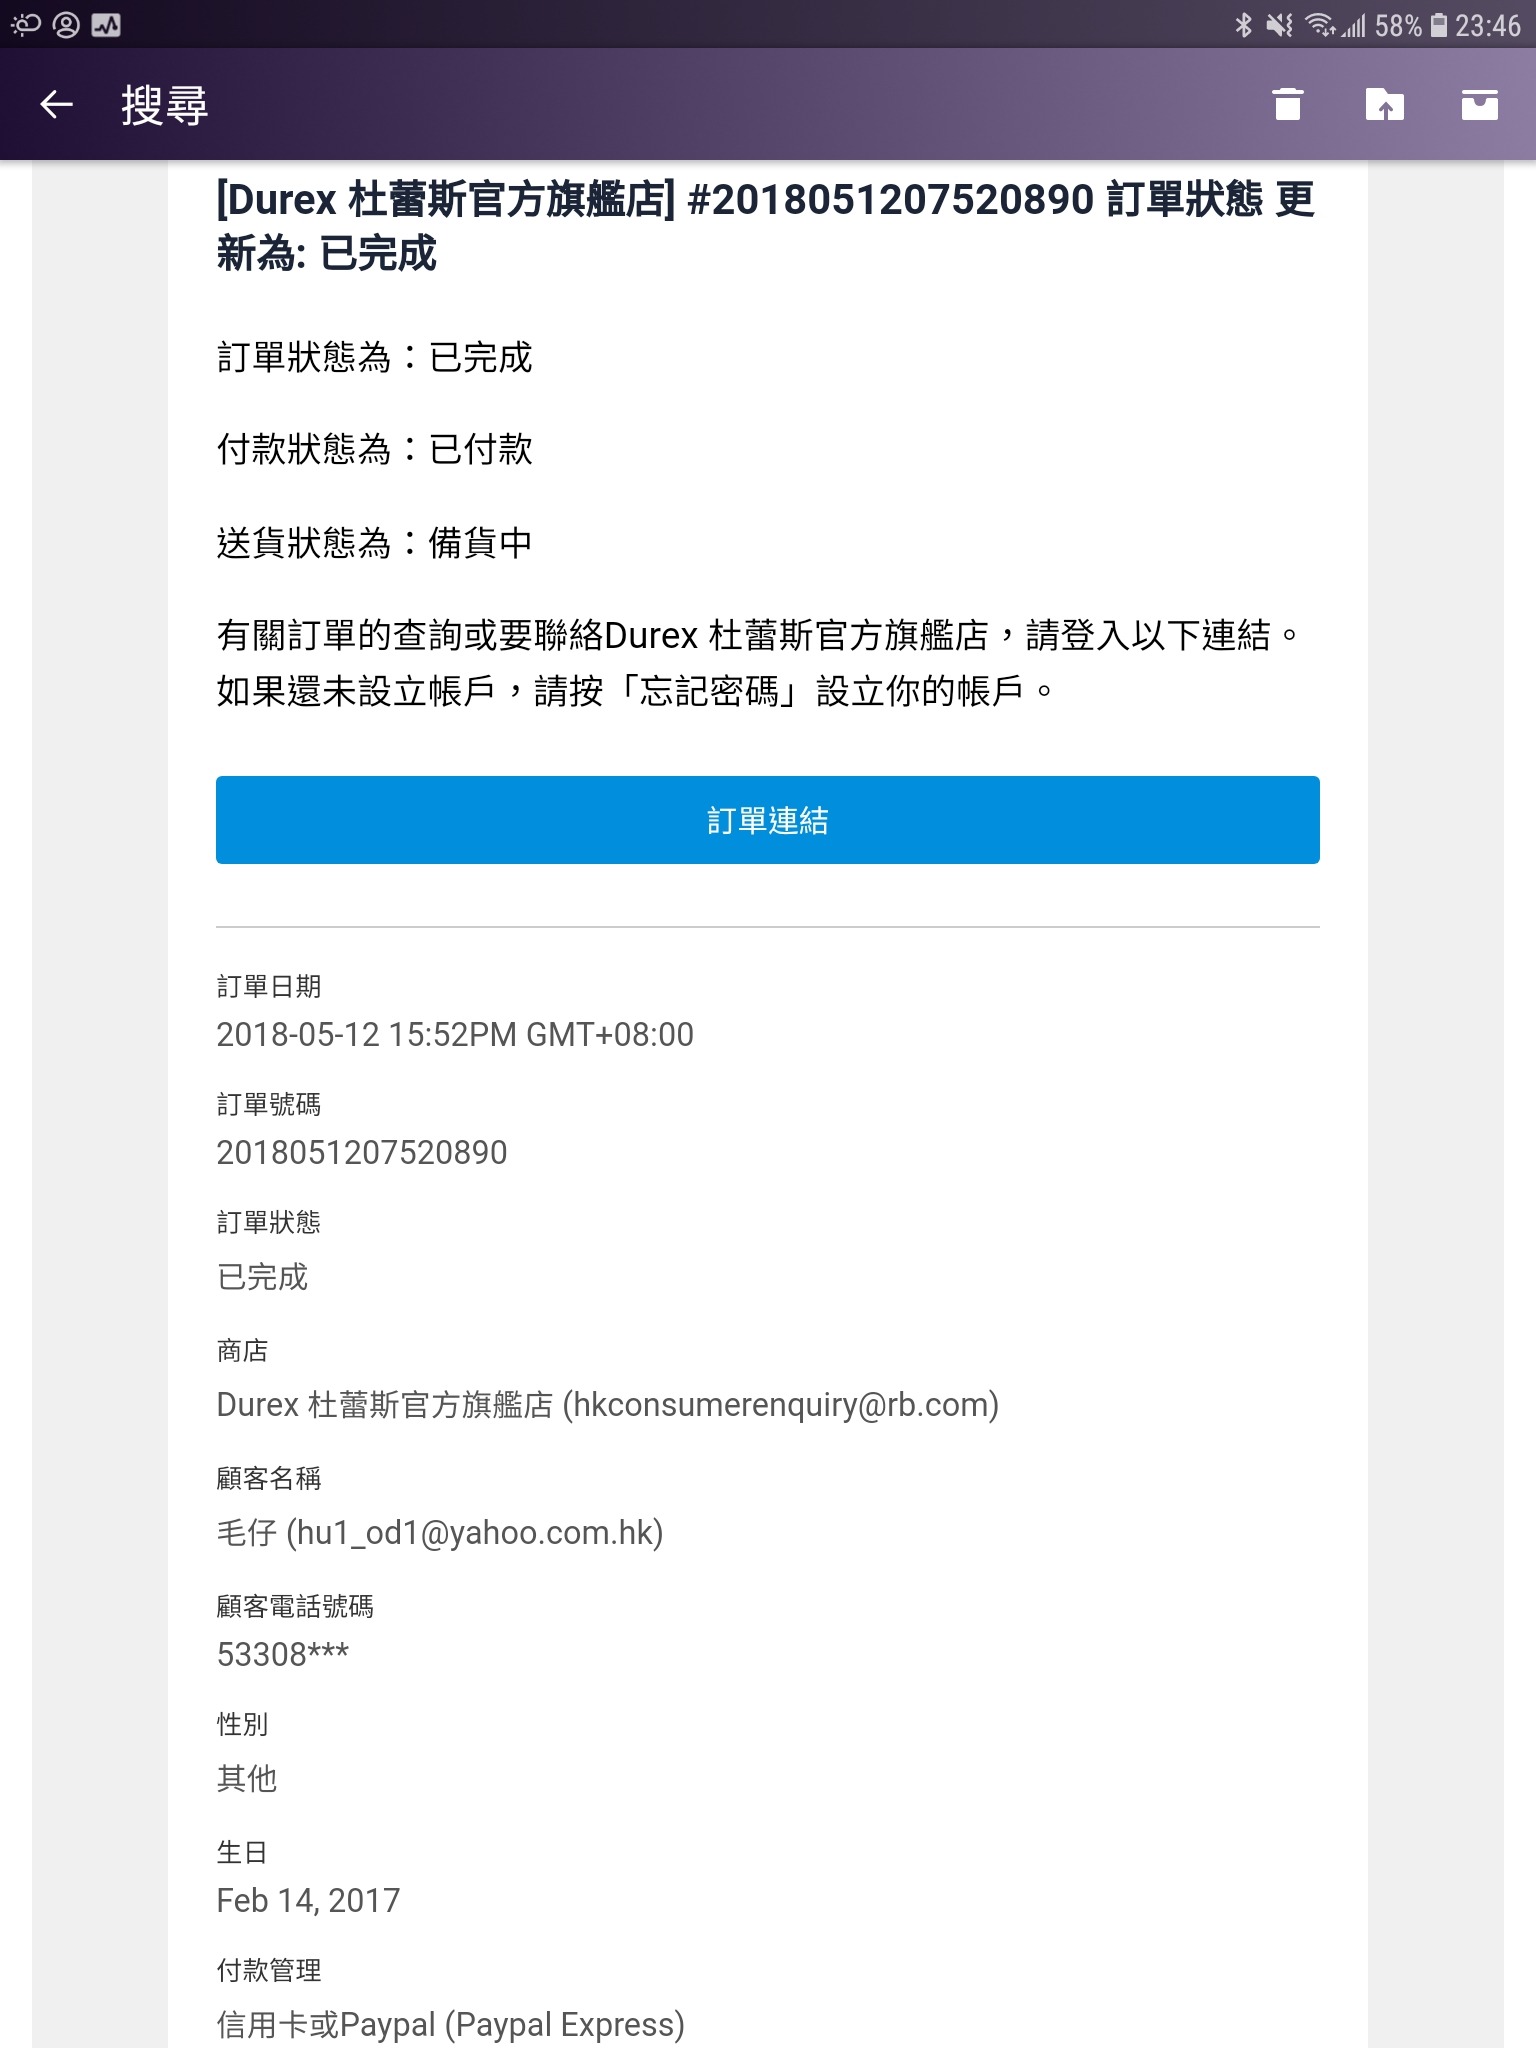 58% 23:46
搜尋
[Durex 杜蕾斯官方旗艦店] #2018051207520890 訂單狀態 更
新為: 已完成
訂單狀態為：已完成
付款狀態為：已付款
送貨狀態為：備貨中
有關訂單的查詢或要聯絡Durex 杜蕾斯官方旗艦店，請登入以下連結。
如果還未設立帳戶，請按「忘記密碼」設立你的帳戶。
訂單連結
訂單日期
2018-05-12 15:52PM GMT+08:00
訂單號碼
2018051207520890
訂單狀態
已完成
商店
Durex 杜蕾斯官方旗艦店 (hkconsumerenquiry@rb.com)
顧客名稱
毛仔 (hu1_od1@yahoo.com.hk)
顧客電話號碼
53308***
性別
其他
生日
Feb 14, 2017
付款管理
信用卡或Paypal (Paypal Express)